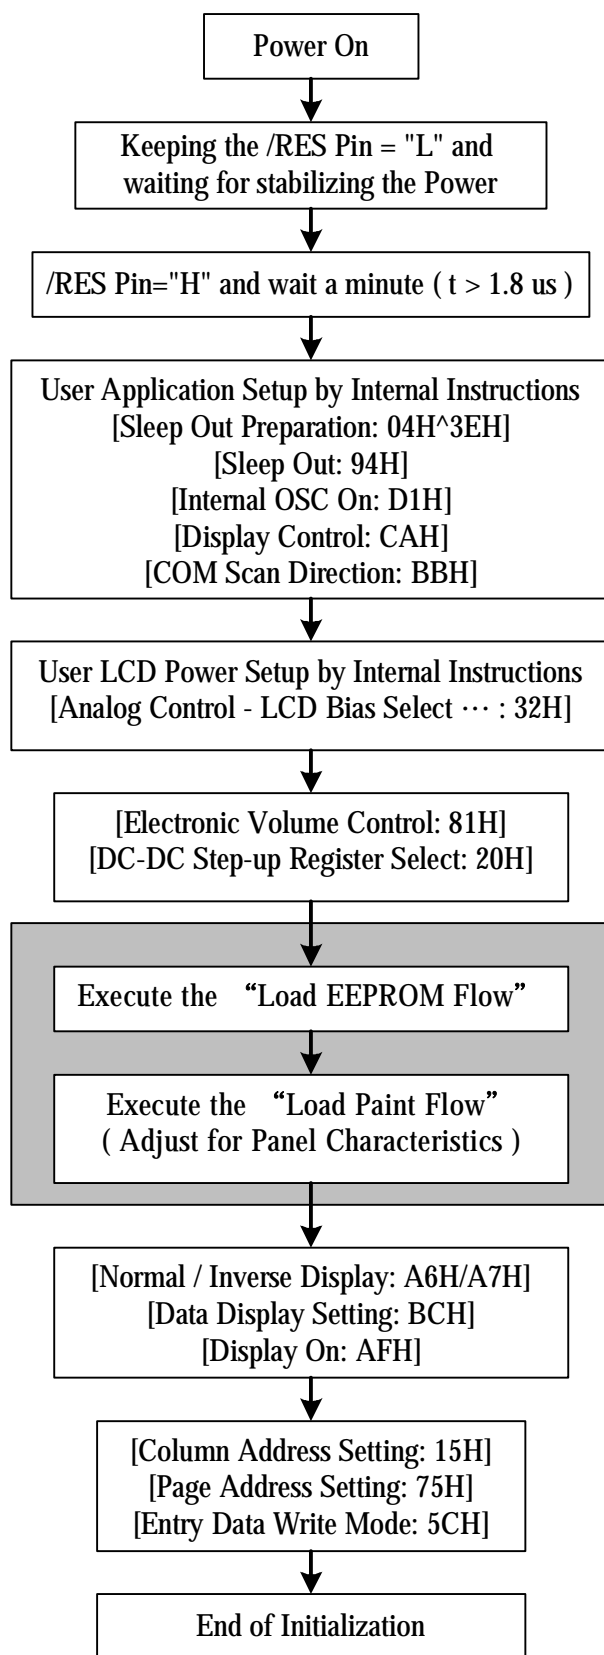 Power On
Keeping the /RES Pin = "L" and
waiting for stabilizing the Power
/RES Pin="H" and wait a minute ( t > 1.8 us )
User Application Setup by Internal Instructions
[Sleep Out Preparation: 04H^3EH]
[Sleep Out: 94H]
[Internal OSC On: D1H]
[Display Control: CAH]
[COM Scan Direction: BBH]
User LCD Power Setup by Internal Instructions
[Analog Control - LCD Bias Select ⋯ : 32H]
[Electronic Volume Control: 81H]
[DC-DC Step-up Register Select: 20H]
Execute the “Load EEPROM Flow”
Execute the “Load Paint Flow”
( Adjust for Panel Characteristics )
[Normal / Inverse Display: A6H/A7H]
[Data Display Setting: BCH]
[Display On: AFH]
[Column Address Setting: 15H]
[Page Address Setting: 75H]
[Entry Data Write Mode: 5CH]
End of Initialization